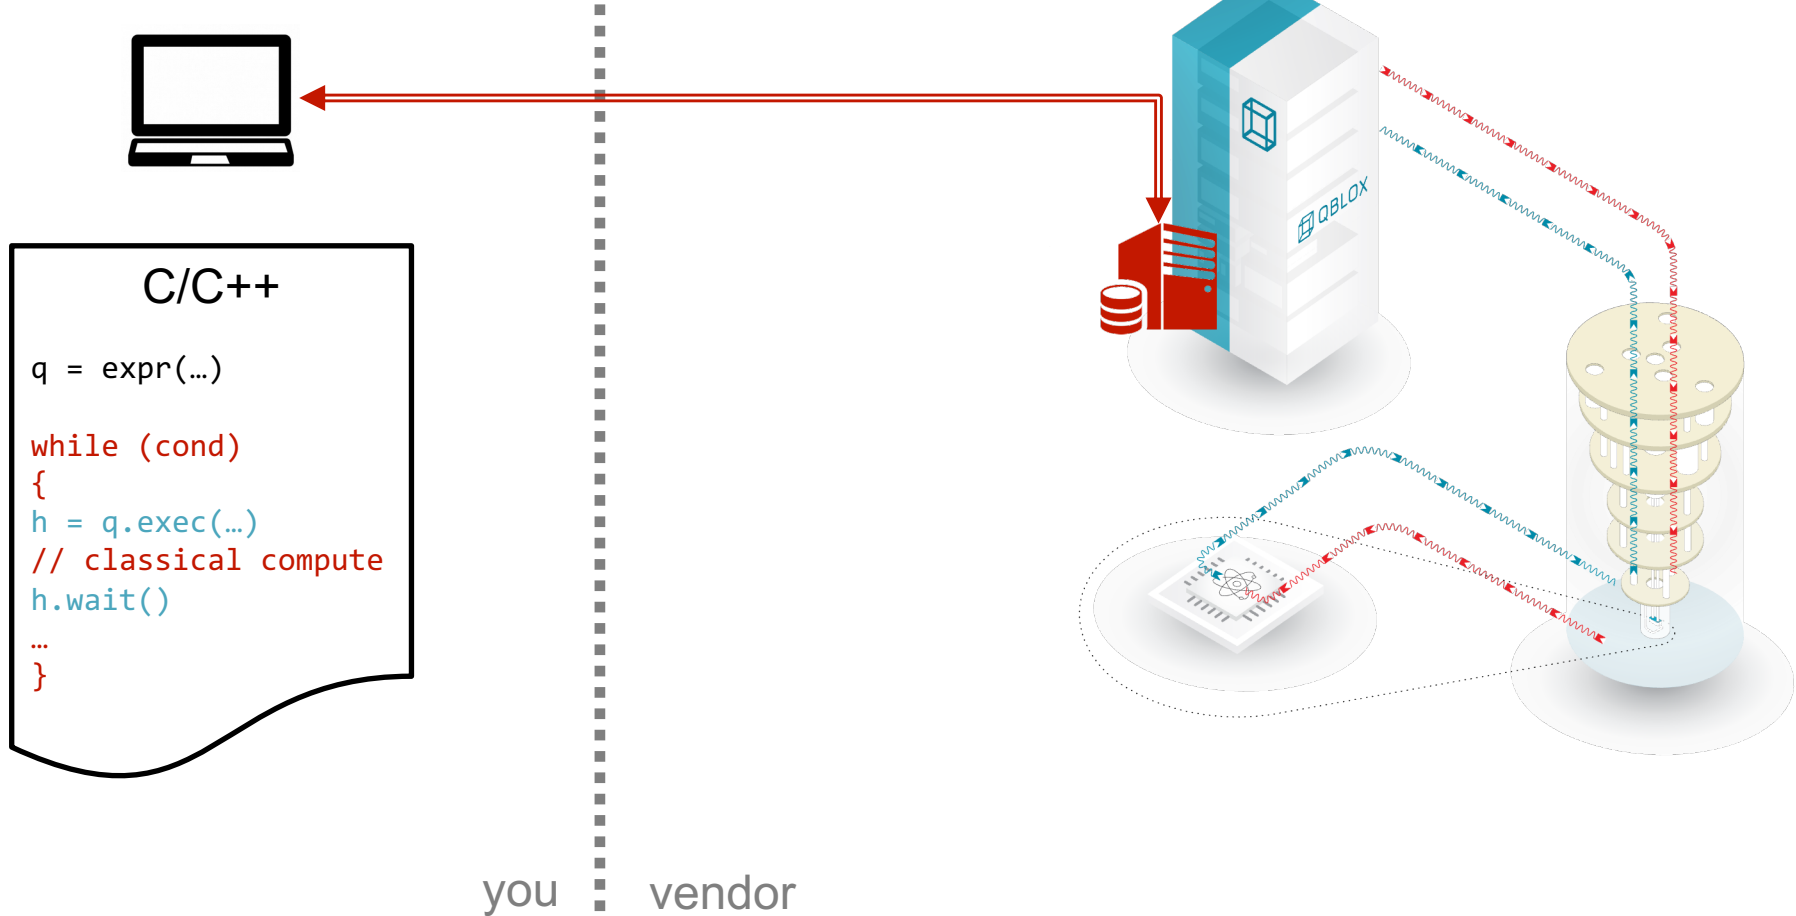 C/C++
q = expr(…)
while (cond)
{
h = q.exec(…)
// classical compute
h.wait()
…
}
QBLOX
you
vendor